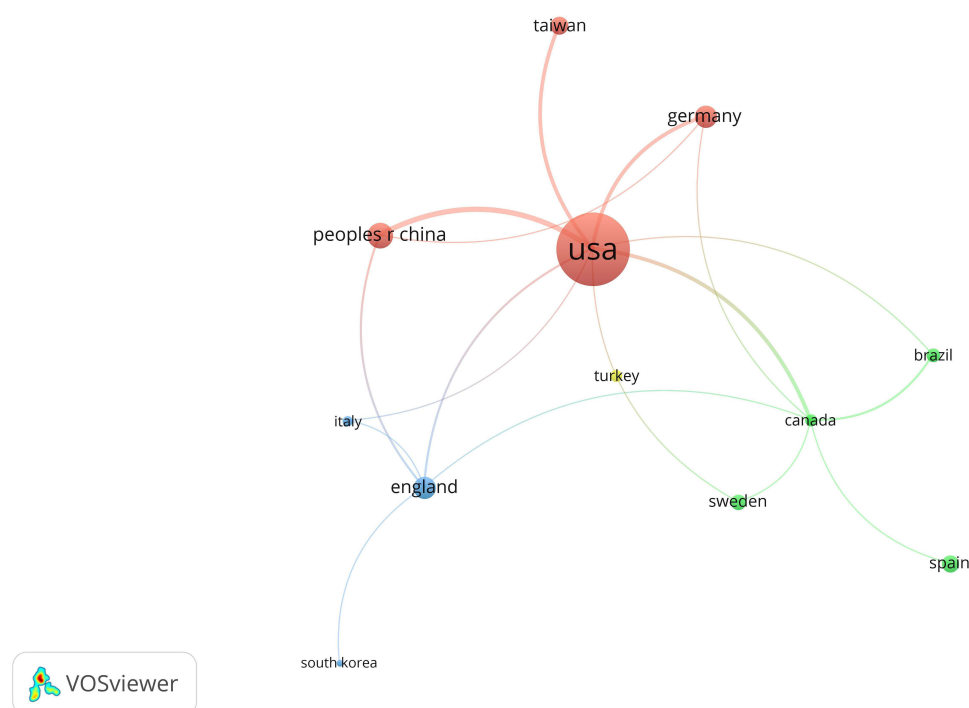 taiwan
germany
peoples r china
usa
brazil
turkey
italy
canada
england
sweden
spain
south korea
VOSviewer